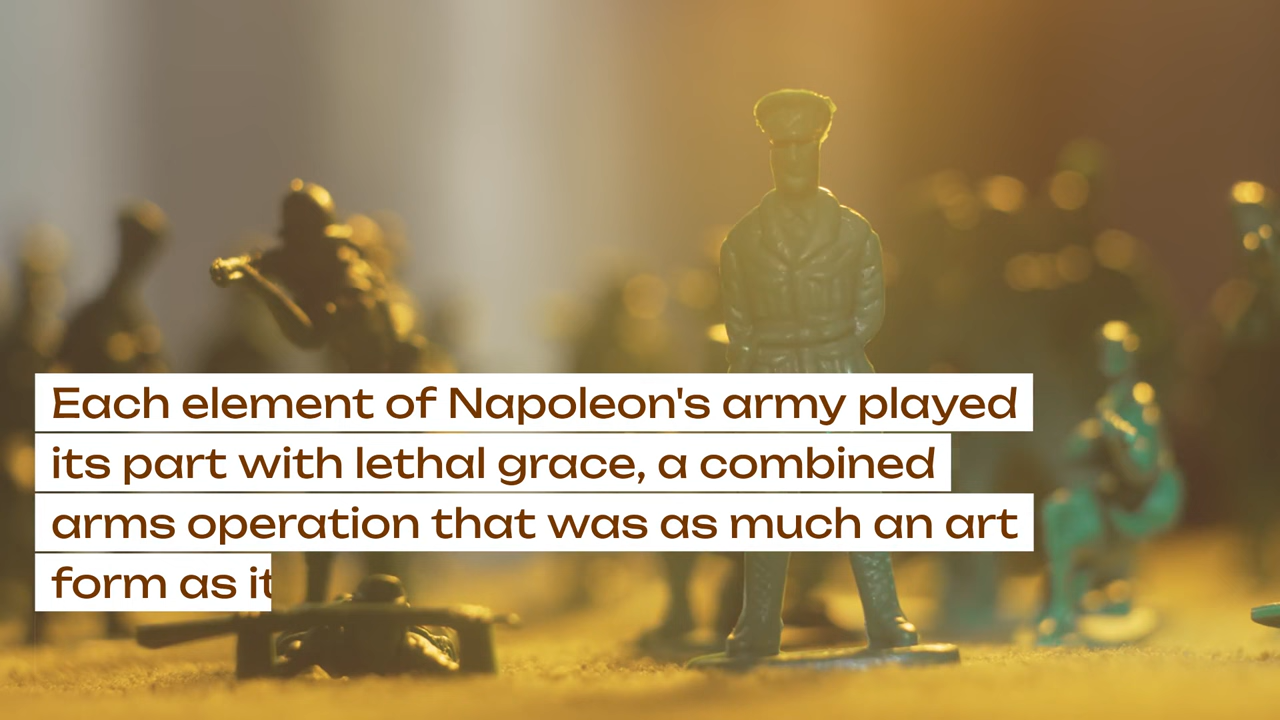 Each element of Napoleon's army played
its part with lethal grace, a combined
arms operation that was as much an art
form as it